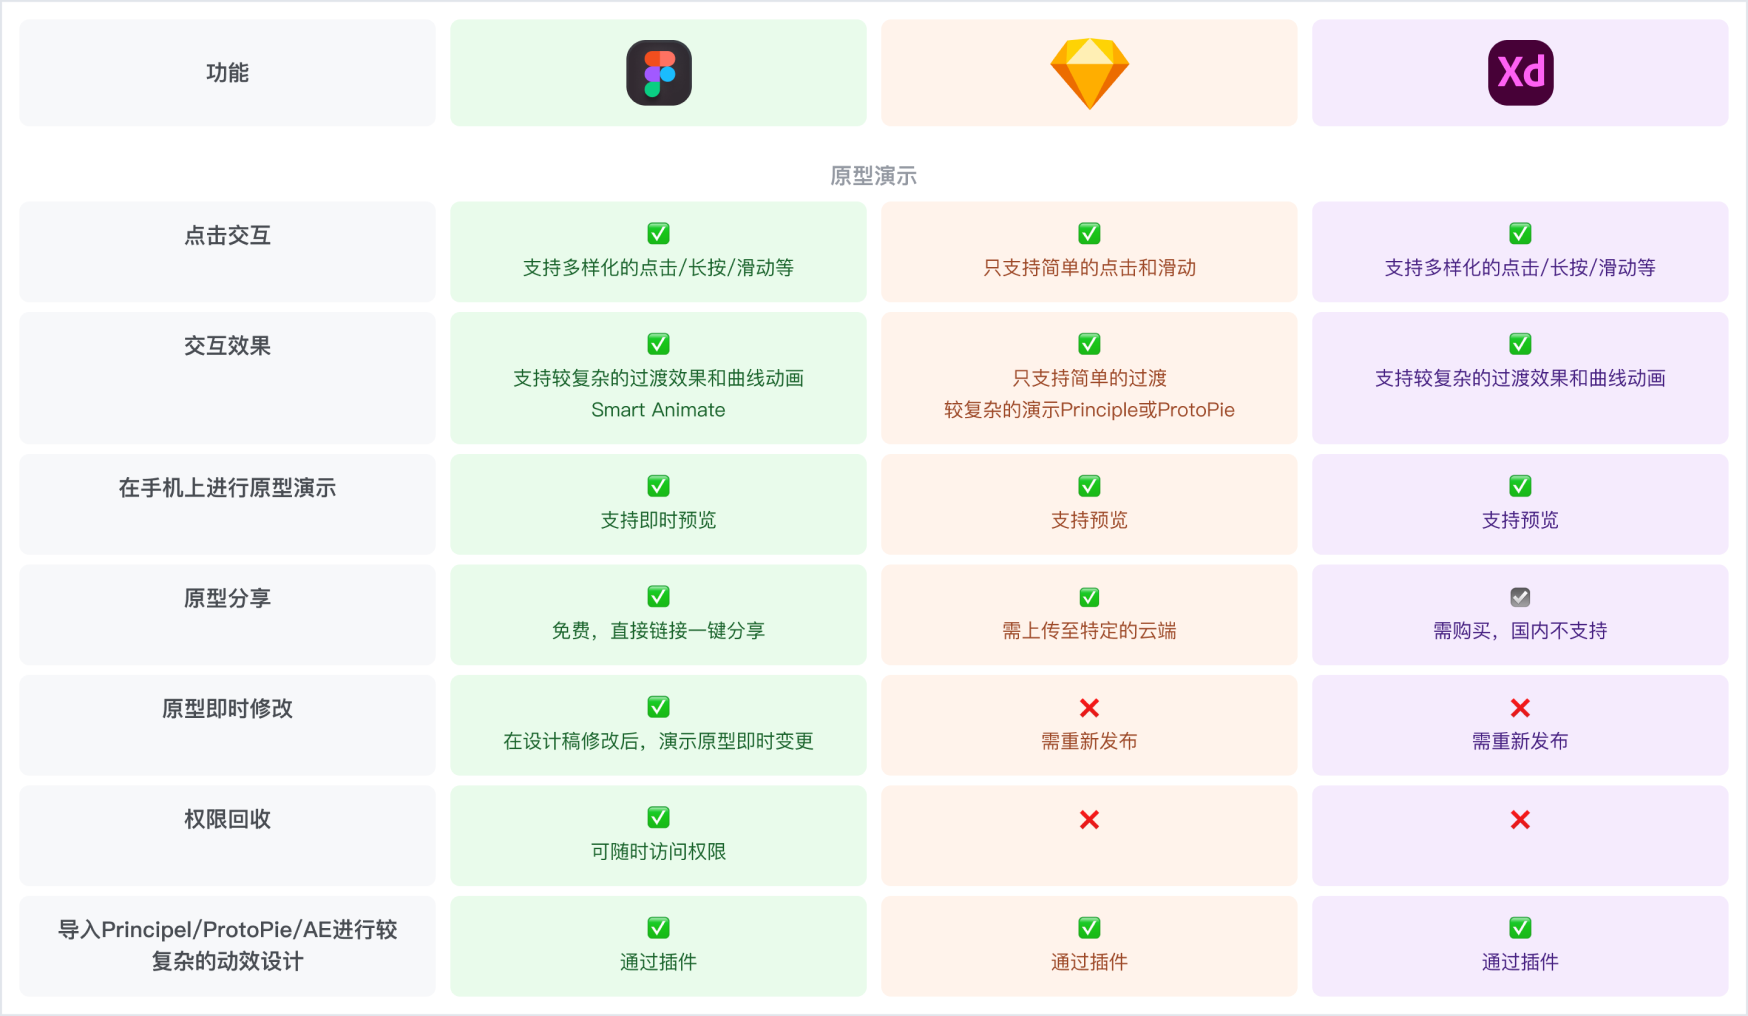 功能
Xd
原型演示
点击交互
支持多样化的点击/长按/滑动等
只支持简单的点击和滑动
支持多样化的点击/长按/滑动等
交互效果
支持较复杂的过渡效果和曲线动画
Smart Animate
只支持简单的过渡
较复杂的演示Principle或ProtoPie
支持较复杂的过渡效果和曲线动画
在手机上进行原型演示
支持即时预览
支持预览
支持预览
原型分享
免费，直接链接一键分享
需上传至特定的云端
需购买，国内不支持
原型即时修改
在设计稿修改后，演示原型即时变更
需重新发布
需重新发布
权限回收
可随时访问权限
导入Principel/ProtoPie/AE进行较
复杂的动效设计
通过插件
通过插件
通过插件